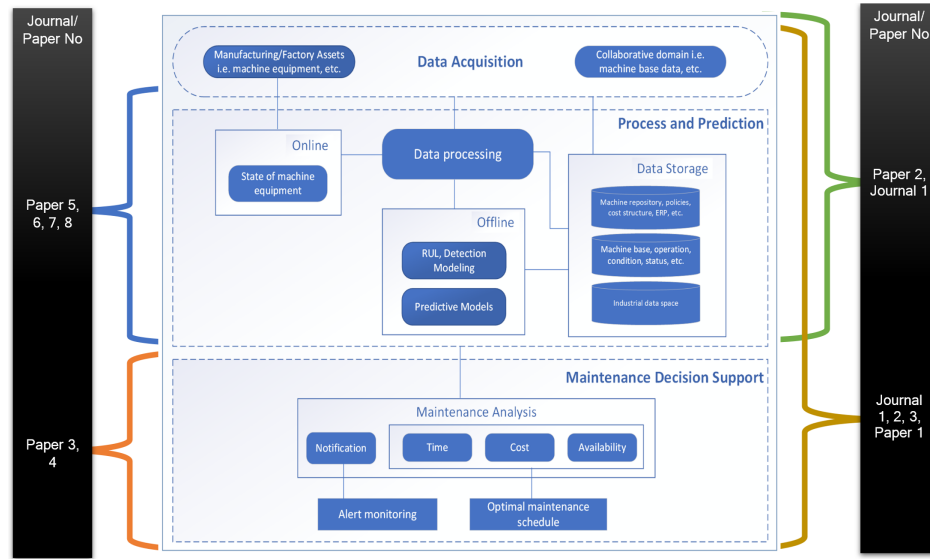 Journal/
Paper No
Paper 5,
6, 7, 8
Paper 3,
4
Manufacturing/Factory Assets
i.e. machine equipment, etc.
Data Acquisition
Collaborative domain i.e.
machine base data, etc.
Process and Prediction
Online
State of machine
equipment
Data processing
Data Storage
Machine repository, policies,
cost structure, ERP, etc.
Machine base, operation,
condition, status, etc.
Industrial data space
Offline
RUL, Detection
Modeling
Predictive Models
Maintenance Decision Support
Maintenance Analysis
Notification
Time
Cost
Availability
Alert monitoring
Optimal maintenance
schedule
Journal/
Paper No
Paper 2,
Journal 1
Journal
1, 2, 3,
Paper 1